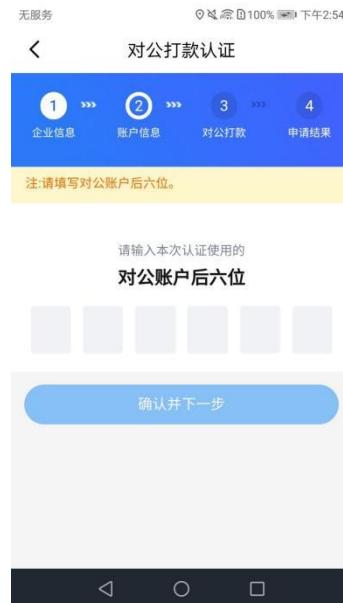 无服务 100% 下午2:54
对公打款认证
1 2 3 4
企业信息 账户信息 对公打款 申请结果
注:请填写对公账户后六位。
请输入本次认证使用的
对公账户后六位
确认并下一步